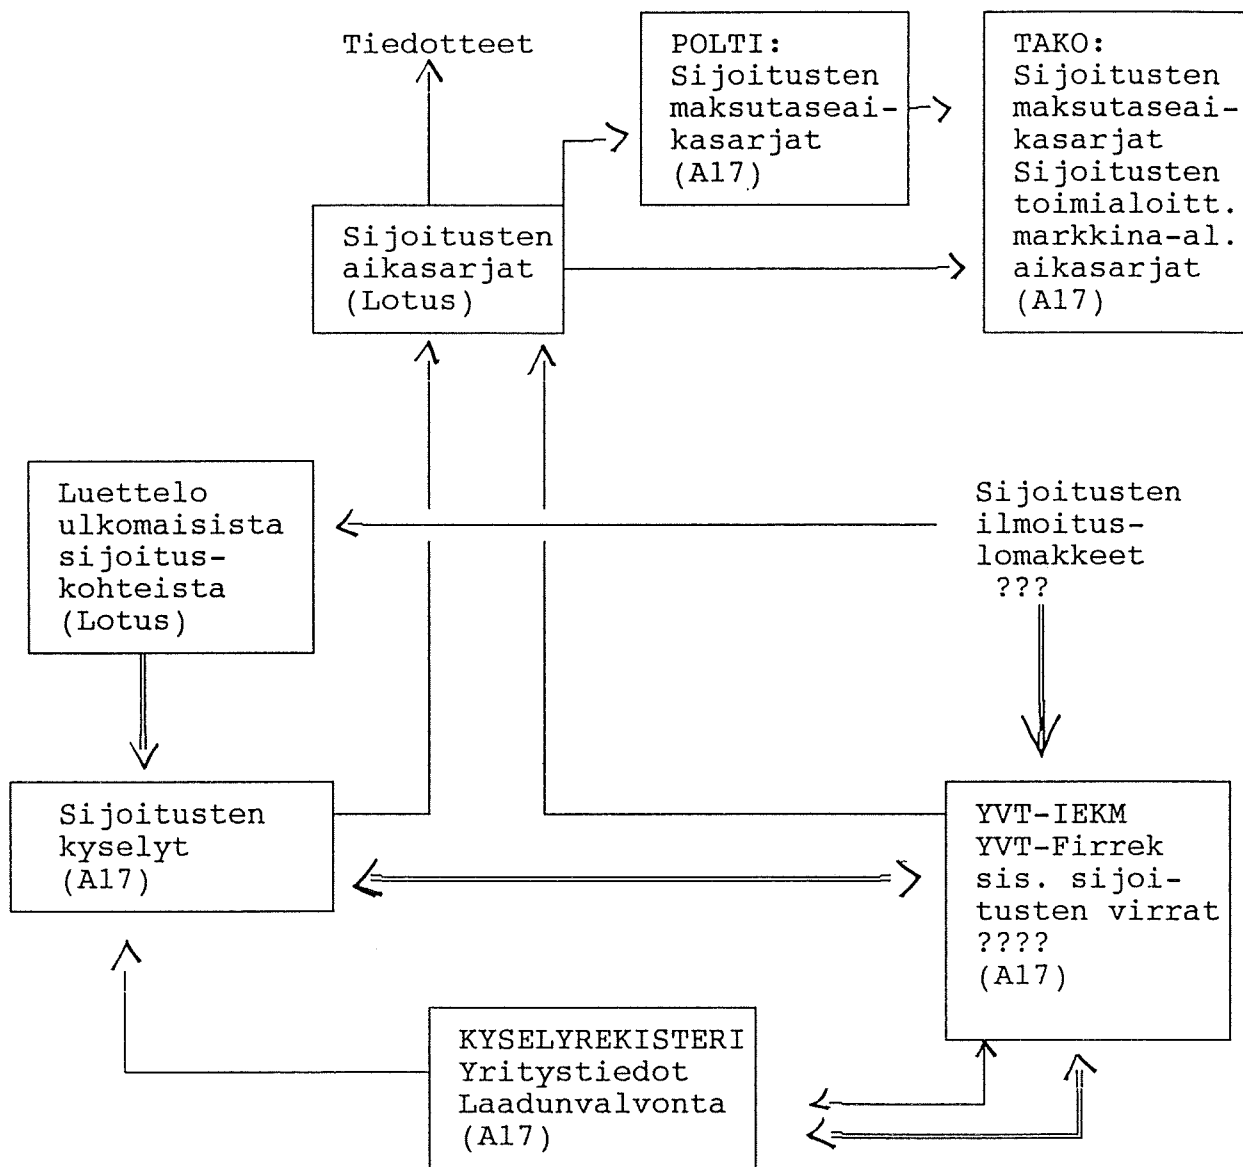 Tiedotteet
POLTI:
Sijoitusten
maksutaseai-
kasarjat
(A17)
TAKO:
Sijoitusten
maksutaseai-
kasarjat
Sijoitusten
toimialoitt.
markkina-al.
aikasarjat
(A17)
Sijoitusten
aikasarjat
(Lotus)
Luettelo
ulkomaisista
sijoitus-
kohteista
(Lotus)
Sijoitusten
ilmoitus-
lomakkeet
???
Sijoitusten
kyselyt
(A17)
YVT-IEKM
YVT-Firrek
sis. sijoi-
tusten virrat
????
(A17)
KYSELYREKISTERI
Yritystiedot
Laadunvalvonta
(A17)